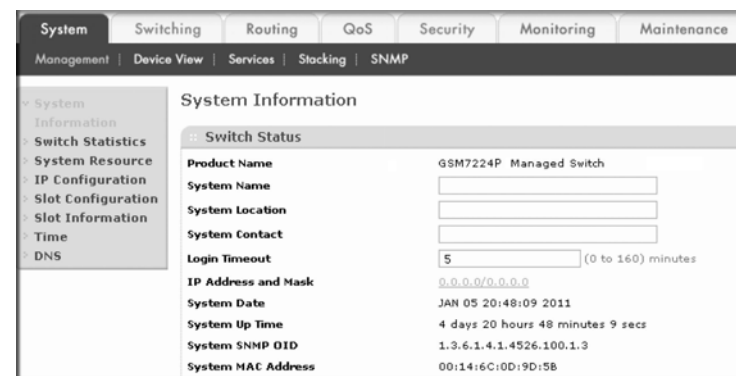 System Switching Routing QoS Security Monitoring Maintenance
Management | Device View | Services | Stacking | SNMP
System Information
Switch Statistics
System Resource
IP Configuration
Slot Configuration
Slot Information
Time
DNS
System Information
Switch Status
Product Name GSM7224P Managed Switch
System Name
System Location
System Contact
Login Timeout 5 (0 to 160) minutes
IP Address and Mask 0.0.0.0/0.0.0.0
System Date JAN 05 20:48:09 2011
System Up Time 4 days 20 hours 48 minutes 9 secs
System SNMP OID 1.3.6.1.4.1.4526.100.1.3
System MAC Address 00:14:6C:0D:9D:5B